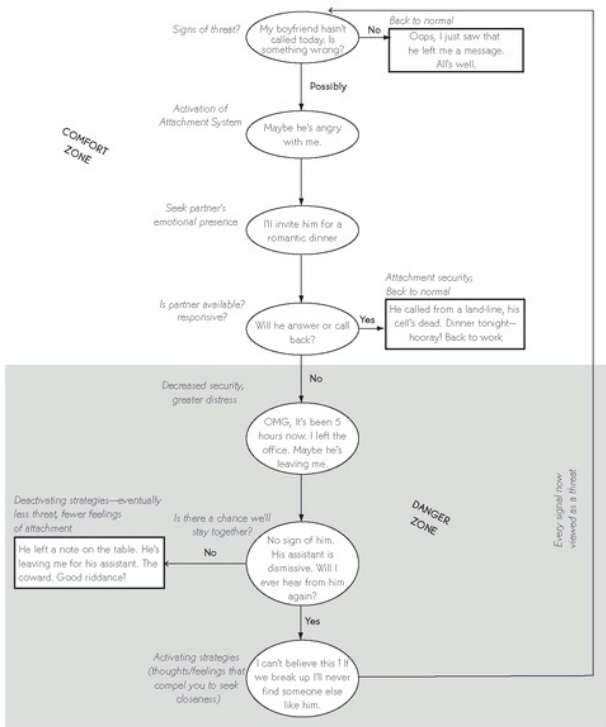 Signs of threat?
My boyfriend hasn't
called today. Is
something wrong?
No
Back to normal
Oops, I just saw that
he left me a message.
All's well.
Possibly
Activation of
Attachment System
Maybe he's angry
with me.
COMFORT
ZONE
Seek partner's
emotional presence
I'll invite him for a
romantic dinner
Is partner available?
responsive?
Will he answer or call
back?
Yes
Attachment security;
Back to normal
He called from a land-line, his
cell's dead. Dinner tonight—
hooray! Back to work
No
Decreased security,
greater distress
OMG, It's been 5
hours now. I left the
office. Maybe he's
leaving me.
DANGER
ZONE
Every signal now
viewed as a threat
Is there a chance we'll
stay together?
No sign of him.
His assistant is
dismissive. Will I
ever hear from him
again?
No
Deactivating strategies—eventually
less threat, fewer feelings
of attachment
He left a note on the table. He's
leaving me for his assistant. The
coward. Good riddance!
Yes
Activating strategies
(thoughts/feelings that
compel you to seek
closeness)
I can't believe this ! If
we break up I'll never
find someone else
like him.